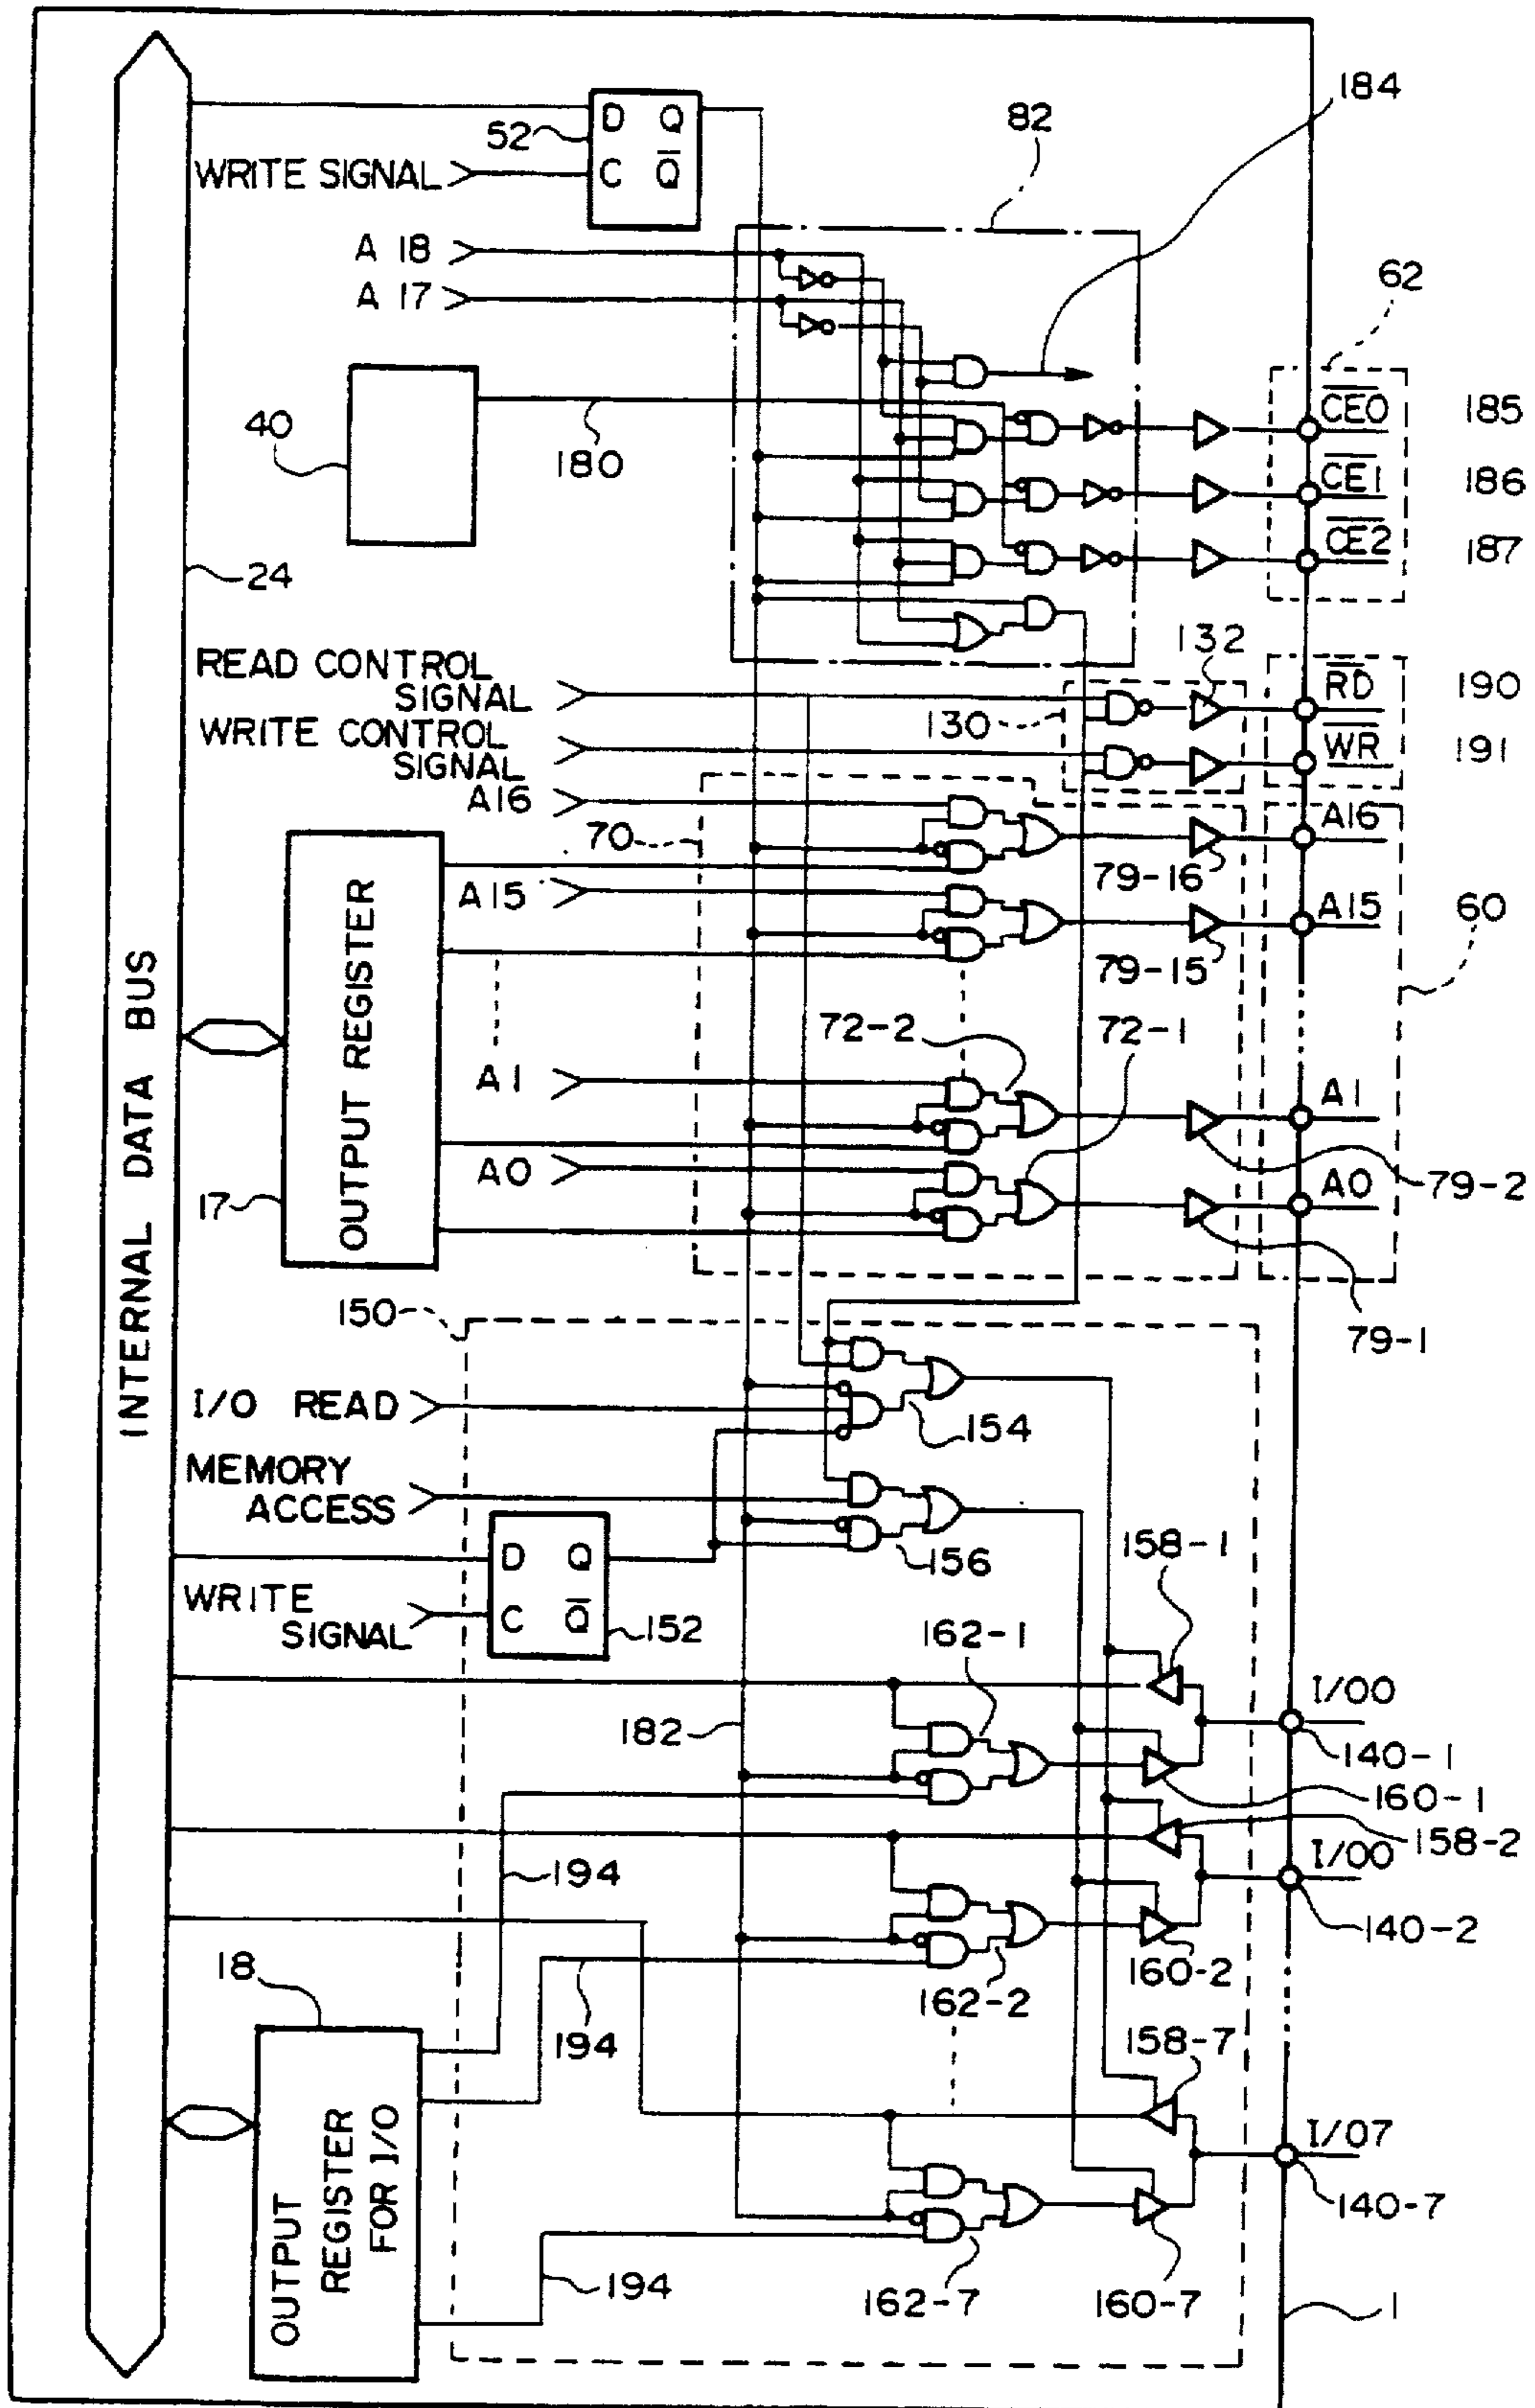 184
82
D Q
52
WRITE SIGNAL
C Q̅
A 18
A 17
62
C̅E̅0̅
185
40
180
C̅E̅1̅
186
C̅E̅2̅
187
24
READ CONTROL
SIGNAL
132
R̅D̅
190
130
WRITE CONTROL
SIGNAL
W̅R̅
191
A16
A16
70
79-16
A15
A15
60
79-15
INTERNAL DATA BUS
OUTPUT REGISTER
17
72-2
72-1
A1
A1
79-2
A0
A0
79-1
150
I/O READ
154
MEMORY
ACCESS
D Q
156
158-1
WRITE
SIGNAL
C Q̅
152
162-1
I/00
182
140-1
160-1
158-2
I/00
194
140-2
160-2
18
162-2
194
158-7
OUTPUT
REGISTER
FOR I/O
I/07
140-7
194
162-7
160-7
1